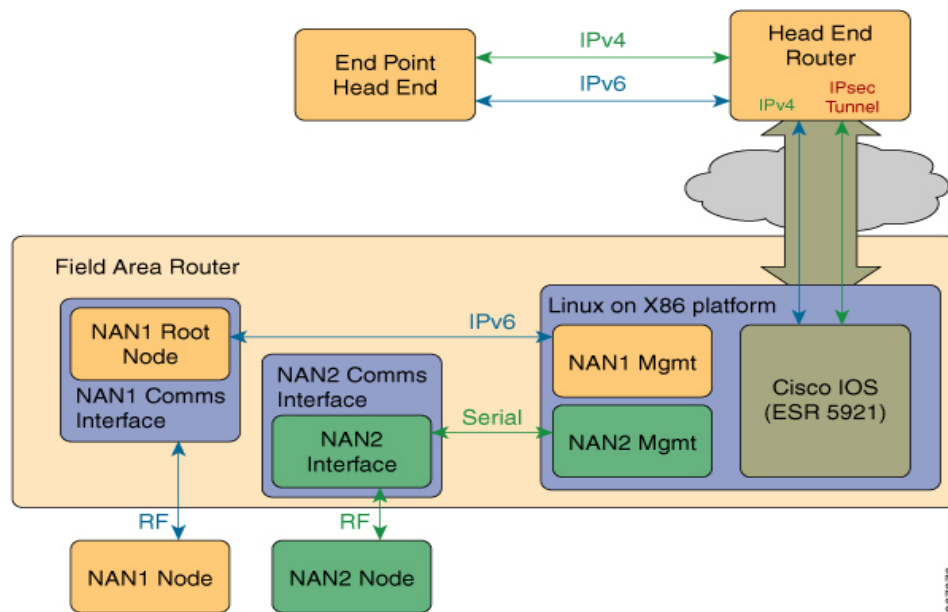 End Point
Head End
IPv4
IPv6
Head End
Router
IPv4
IPsec
Tunnel
Field Area Router
NAN1 Root
Node
NAN1 Comms
Interface
IPv6
NAN2 Comms
Interface
NAN2
Interface
Serial
Linux on X86 platform
NAN1 Mgmt
NAN2 Mgmt
Cisco IOS
(ESR 5921)
RF
RF
NAN1 Node
NAN2 Node